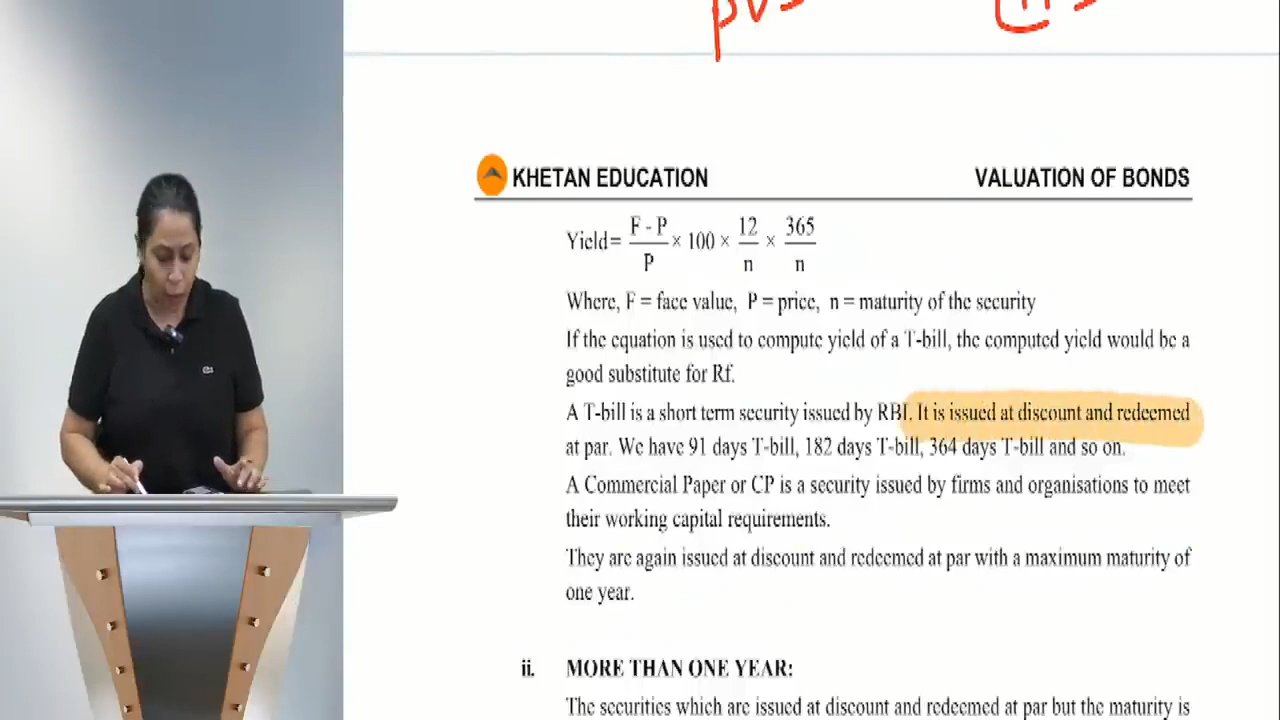 KHETAN EDUCATION VALUATION OF BONDS
Yield = F - P / P × 100 × 12 / n × 365 / n
Where, F = face value, P = price, n = maturity of the security
If the equation is used to compute yield of a T-bill, the computed yield would be a
good substitute for Rf.
A T-bill is a short term security issued by RBI. It is issued at discount and redeemed
at par. We have 91 days T-bill, 182 days T-bill, 364 days T-bill and so on.
A Commercial Paper or CP is a security issued by firms and organisations to meet
their working capital requirements.
They are again issued at discount and redeemed at par with a maximum maturity of
one year.
ii. MORE THAN ONE YEAR:
The securities which are issued at discount and redeemed at par but the maturity is